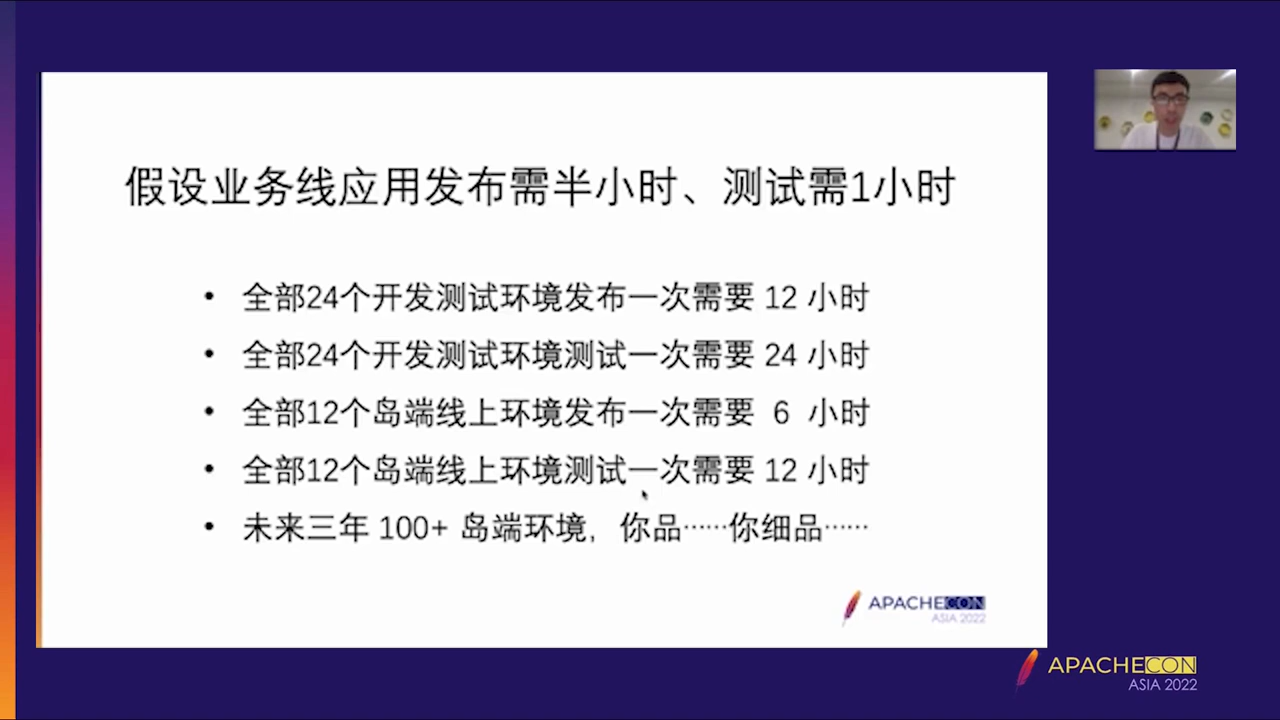 假设业务线应用发布需半小时、测试需1小时
• 全部24个开发测试环境发布一次需要 12 小时
• 全部24个开发测试环境测试一次需要 24 小时
• 全部12个岛端线上环境发布一次需要 6 小时
• 全部12个岛端线上环境测试一次需要 12 小时
• 未来三年 100+ 岛端环境，你品……你细品……
APACHECON
ASIA 2022
APACHECON
ASIA 2022